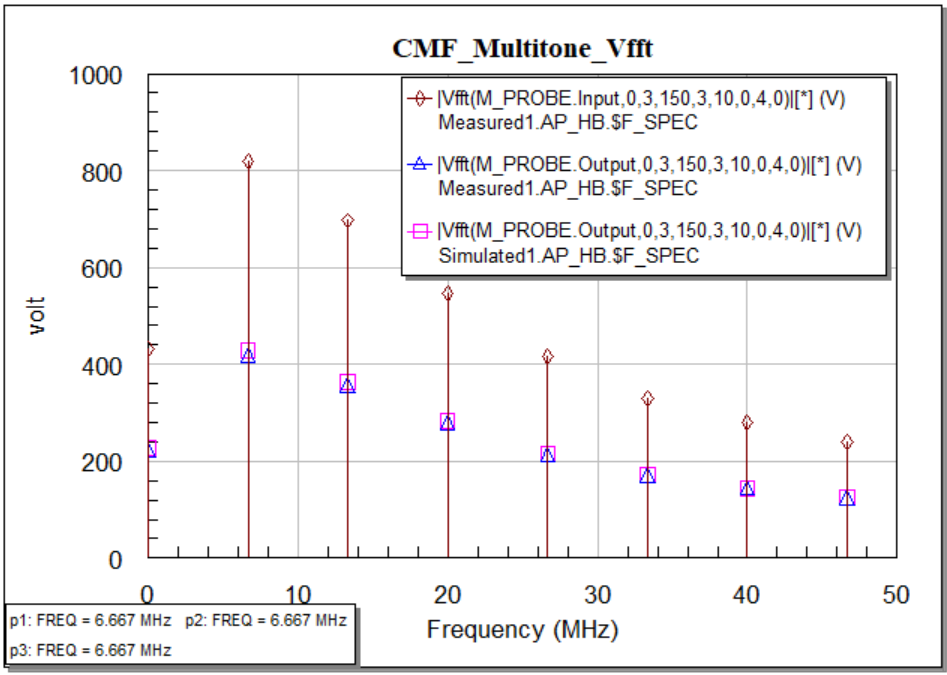 CMF_Multitone_Vfft
1000
800
600
400
200
0
volt
|Vfft(M_PROBE.Input,0,3,150,3,10,0,4,0)|[*] (V)
Measured1.AP_HB.$F_SPEC
|Vfft(M_PROBE.Output,0,3,150,3,10,0,4,0)|[*] (V)
Measured1.AP_HB.$F_SPEC
|Vfft(M_PROBE.Output,0,3,150,3,10,0,4,0)|[*] (V)
Simulated1.AP_HB.$F_SPEC
0 10 20 30 40 50
Frequency (MHz)
p1: FREQ = 6.667 MHz p2: FREQ = 6.667 MHz
p3: FREQ = 6.667 MHz